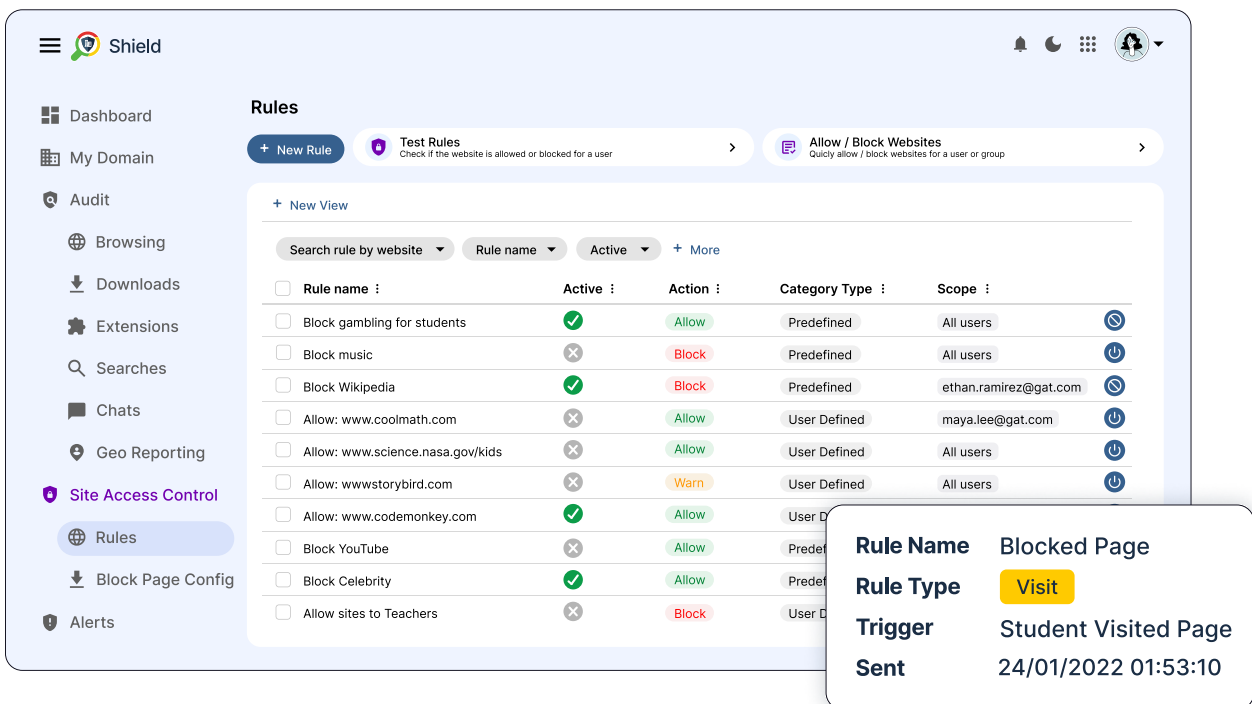 Shield
Dashboard
My Domain
Audit
Browsing
Downloads
Extensions
Searches
Chats
Geo Reporting
Site Access Control
Rules
Block Page Config
Alerts
Rules
+ New Rule
Test Rules
Check if the website is allowed or blocked for a user
Allow / Block Websites
Quicly allow / block websites for a user or group
+ New View
Search rule by website Rule name Active + More
Rule name Active Action Category Type Scope
Block gambling for students Allow Predefined All users
Block music Block Predefined All users
Block Wikipedia Block Predefined ethan.ramirez@gat.com
Allow: www.coolmath.com Allow User Defined maya.lee@gat.com
Allow: www.science.nasa.gov/kids Allow User Defined All users
Allow: wwwstorybird.com Warn User Defined All users
Allow: www.codemonkey.com Allow User
Block YouTube Allow
Block Celebrity Allow
Allow sites to Teachers Block User
Rule Name Blocked Page
Rule Type Visit
Trigger Student Visited Page
Sent 24/01/2022 01:53:10